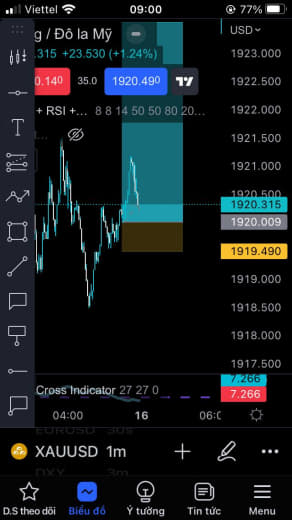 Viettel 09:00 77%
g / Đô la Mỹ
USD
.315 +23.530 (+1.24%)
0.140 35.0 1920.490
+ RSI +... 8 8 14 50 50 80 20...
1923.000
1922.500
1922.000
1921.500
1921.000
1920.500
1920.315
1920.009
1919.490
1919.000
1918.500
1918.000
1917.500
7.266
7.266
Cross Indicator 27 27 0
04:00 16 06:0
EURUSD 30s
XAUUSD 1m
DXY 3m
D.S theo dõi Biểu đồ Ý tưởng Tin tức Menu